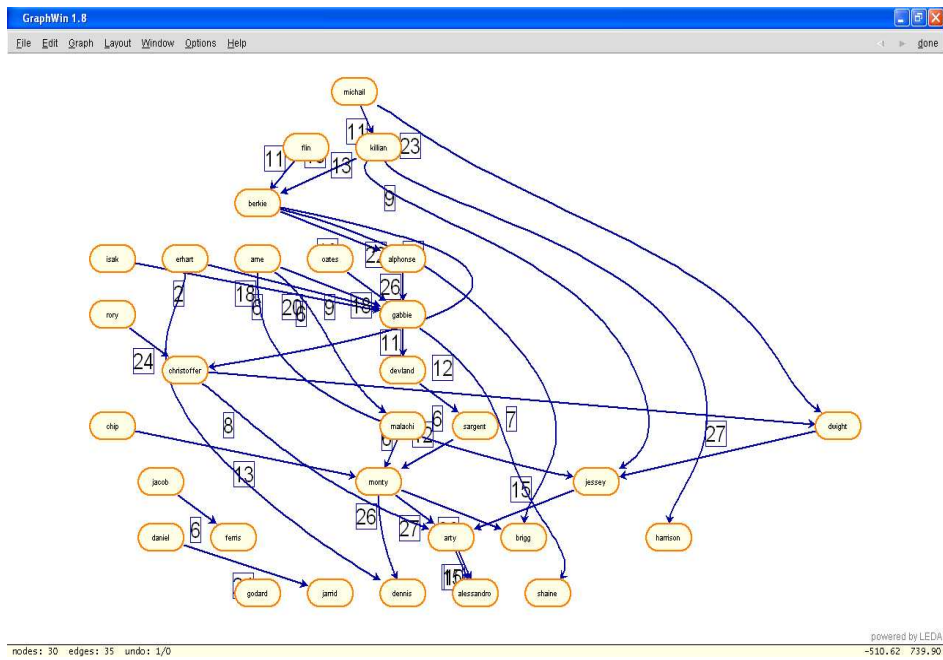 GraphWin 1.8
File Edit Graph Layout Window Options Help
done
michail
11
23
flin
killian
11
13
9
berkie
isak
erhart
arne
oates
alphonse
2
18
6
20
6
9
18
26
rory
gabbie
24
11
christoffer
devland
12
chip
8
malachi
6
sargent
7
27
dwight
13
jacob
monty
15
jessey
26
27
6
daniel
ferris
arty
brigg
harrison
15
godard
jarrid
dennis
alessandro
shaine
powered by LEDA
nodes: 30 edges: 35 undo: 1/0
-510.62 739.90